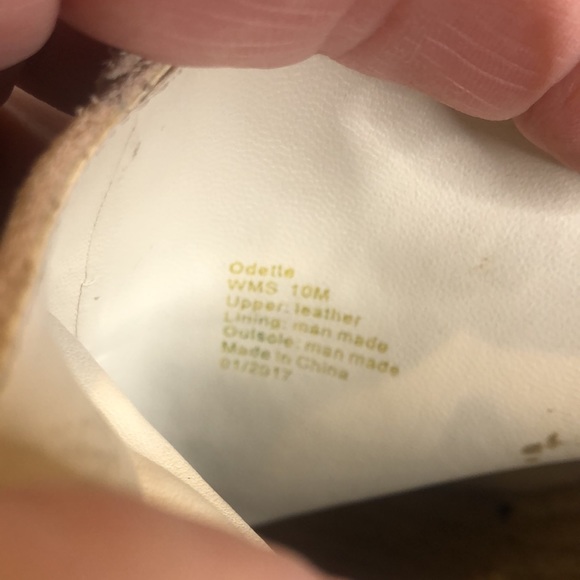 Odette
WMS 10M
Upper: leather
Lining: man made
Outsole: man made
Made in China
01/2017